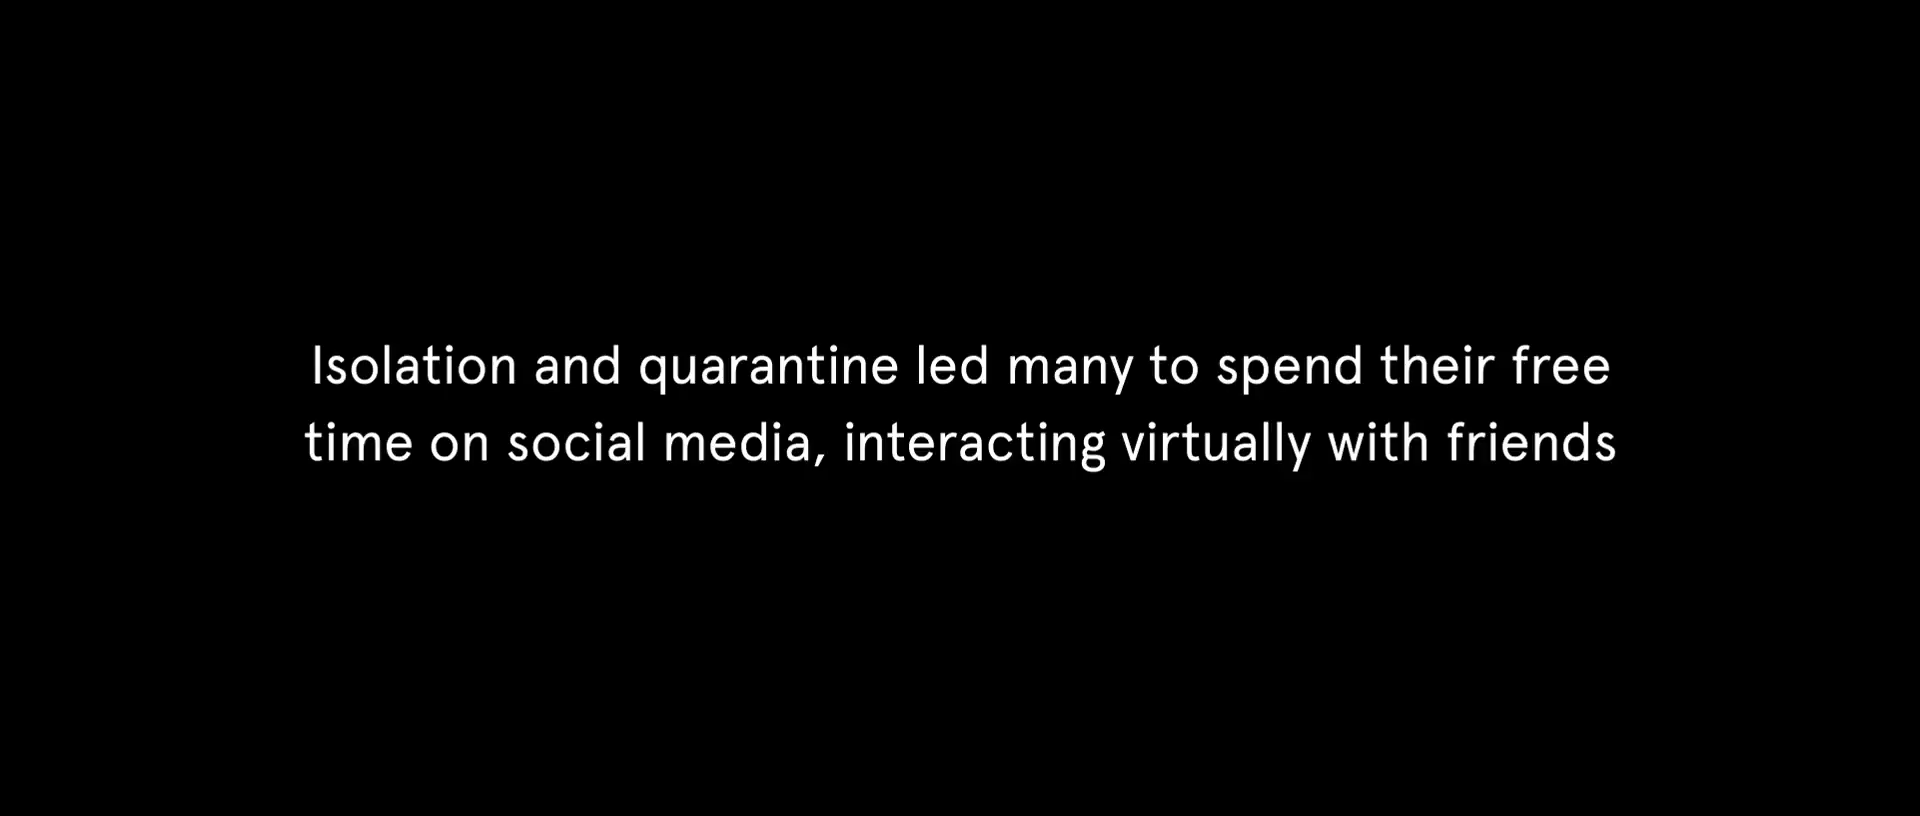 Isolation and quarantine led many to spend their free
time on social media, interacting virtually with friends